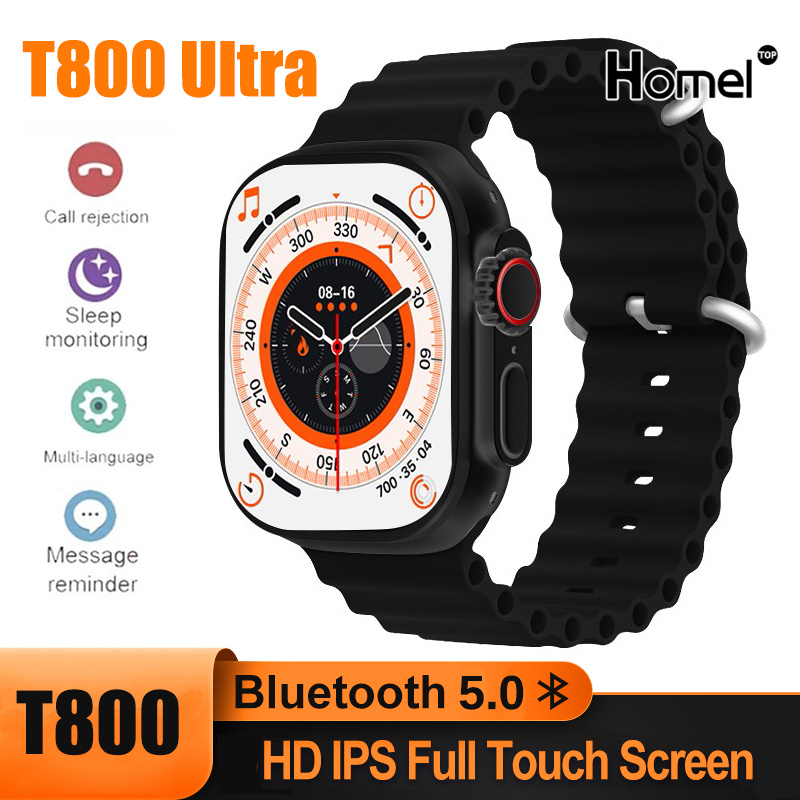 T800 Ultra
Homel TOP
Call rejection
Sleep
monitoring
Multi-language
Message
reminder
300
330
W
30
08-16
240
60
210
E
S
150
120
S
M
T
W
T
F
S
700·35·04
T800
Bluetooth 5.0
HD IPS Full Touch Screen